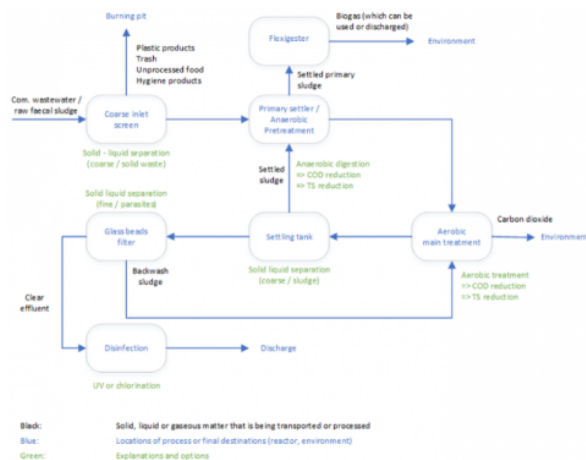 Burning pit
Plastic products
Trash
Unprocessed food
Hygiene products
Com. wastewater /
raw faecal sludge
Coarse inlet
screen
Solid - liquid separation
(coarse / solid waste)
Flexigester
Biogas (which can be
used or discharged)
Environment
Settled primary
sludge
Primary settler /
Anaerobic
Pretreatment
Settled
sludge
Anaerobic digestion
=> COD reduction
=> TS reduction
Solid liquid separation
(fine / parasites)
Glass beads
filter
Settling tank
Solid liquid separation
(coarse / sludge)
Aerobic
main treatment
Carbon dioxide
Environment
Aerobic treatment
=> COD reduction
=> TS reduction
Backwash
sludge
Clear
effluent
Disinfection
Discharge
UV or chlorination
Black: Solid, liquid or gaseous matter that is being transported or processed
Blue: Locations of process or final destinations (reactor, environment)
Green: Explanations and options